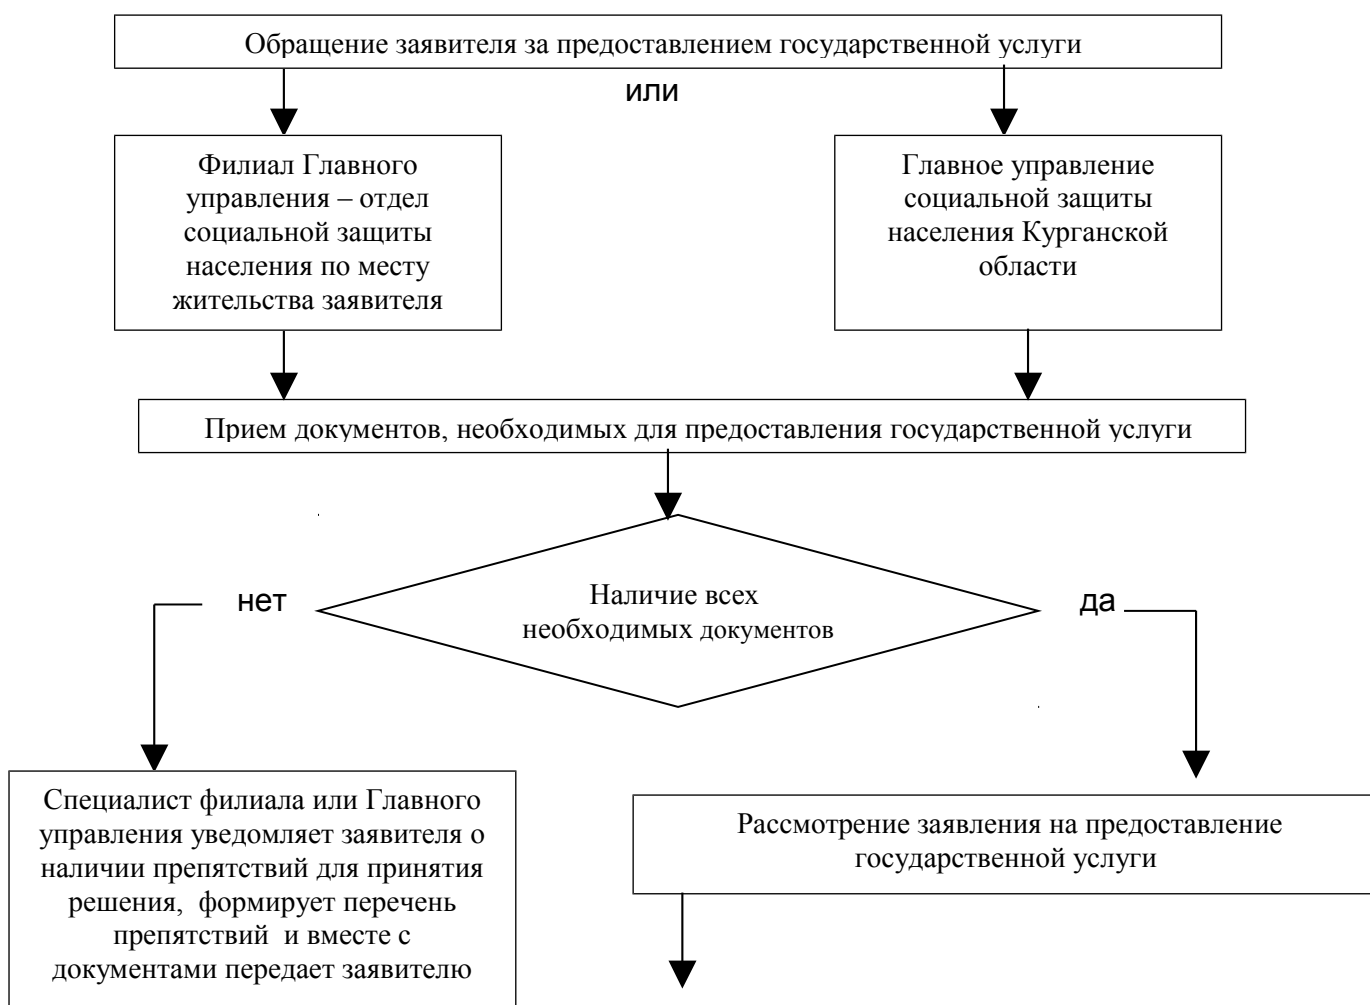 Обращение заявителя за предоставлением государственной услуги
или
Филиал Главного
управления – отдел
социальной защиты
населения по месту
жительства заявителя
Главное управление
социальной защиты
населения Курганской
области
Прием документов, необходимых для предоставления государственной услуги
нет
Наличие всех
необходимых документов
да
Специалист филиала или Главного
управления уведомляет заявителя о
наличии препятствий для принятия
решения, формирует перечень
препятствий и вместе с
документами передает заявителю
Рассмотрение заявления на предоставление
государственной услуги